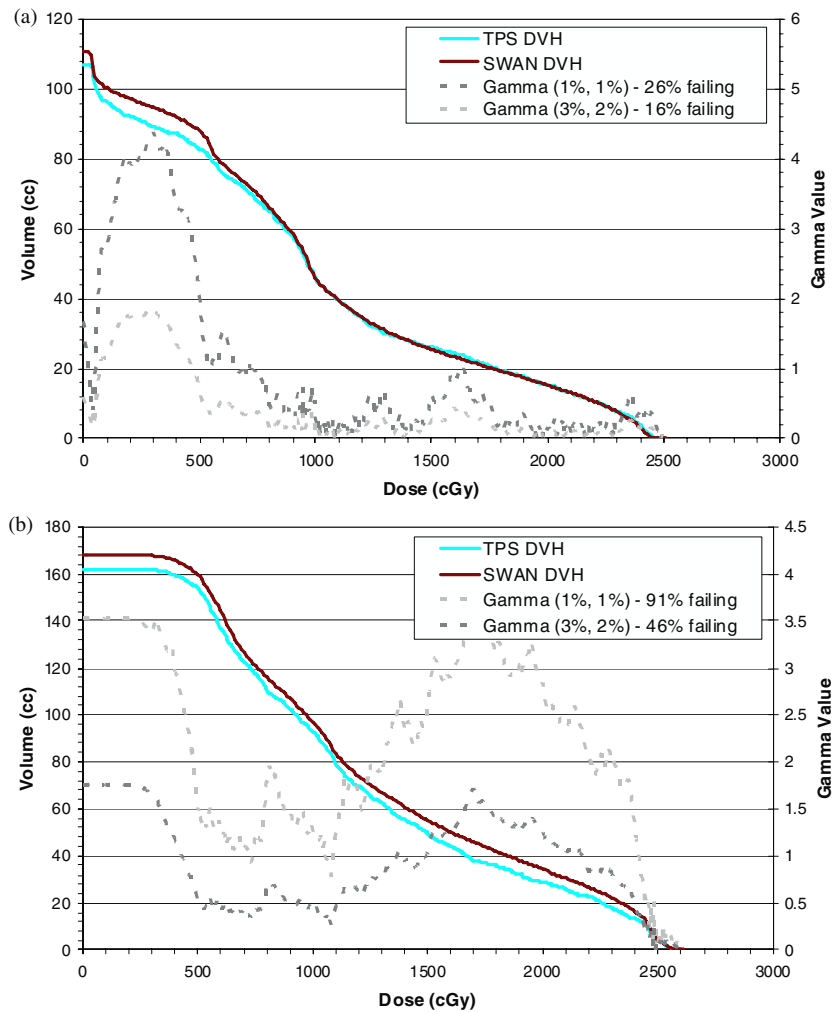 (a)
120
100
80
60
40
20
0
Volume (cc)
TPS DVH
SWAN DVH
Gamma (1%, 1%) - 26% failing
Gamma (3%, 2%) - 16% failing
6
5
4
3
2
1
0
Gamma Value
0 500 1000 1500 2000 2500 3000
Dose (cGy)
(b)
180
160
140
120
100
80
60
40
20
0
Volume (cc)
TPS DVH
SWAN DVH
Gamma (1%, 1%) - 91% failing
Gamma (3%, 2%) - 46% failing
4.5
4
3.5
3
2.5
2
1.5
1
0.5
0
Gamma Value
0 500 1000 1500 2000 2500 3000
Dose (cGy)